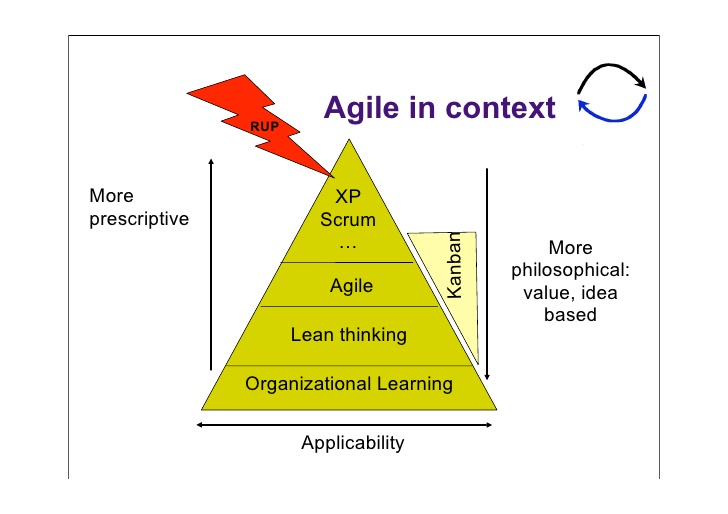 Agile in context
RUP
More
prescriptive
XP
Scrum
…
Agile
Lean thinking
Organizational Learning
Kanban
More
philosophical:
value, idea
based
Applicability